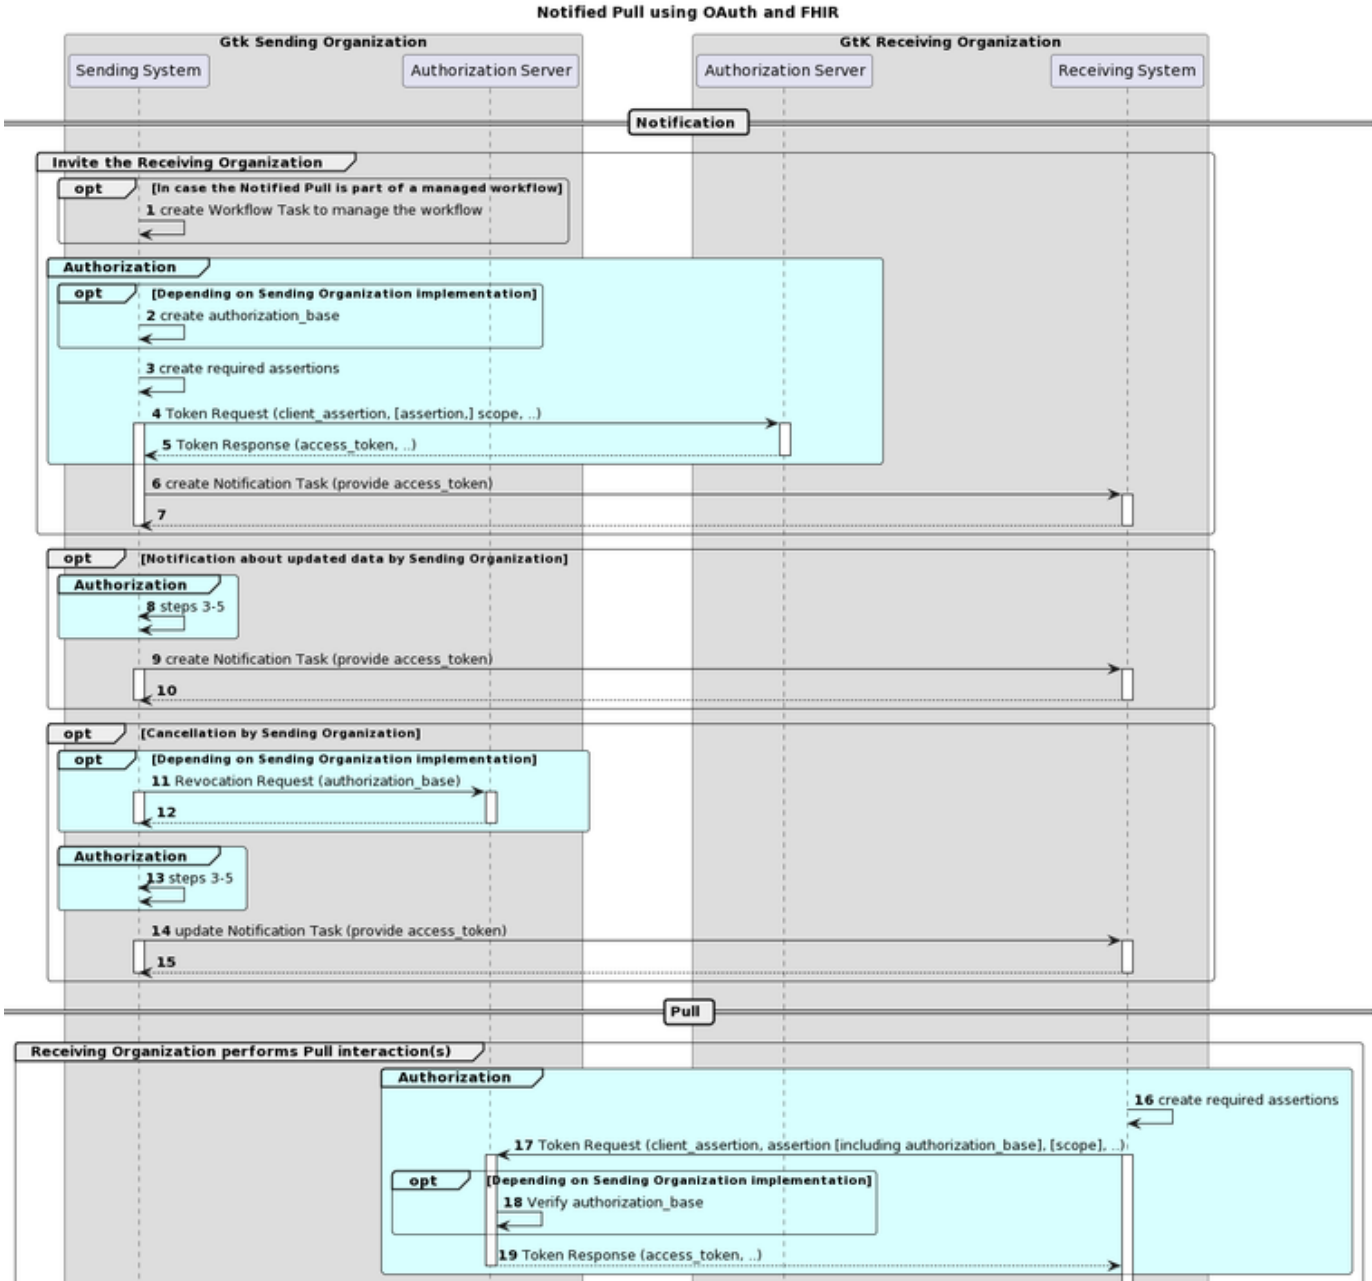 Notified Pull using OAuth and FHIR
Gtk Sending Organization
GtK Receiving Organization
Sending System
Authorization Server
Authorization Server
Receiving System
Notification
Invite the Receiving Organization
opt [In case the Notified Pull is part of a managed workflow]
1 create Workflow Task to manage the workflow
Authorization
opt [Depending on Sending Organization implementation]
2 create authorization_base
3 create required assertions
4 Token Request (client_assertion, [assertion,] scope, ..)
5 Token Response (access_token, ..)
6 create Notification Task (provide access_token)
7
opt [Notification about updated data by Sending Organization]
Authorization
8 steps 3-5
9 create Notification Task (provide access_token)
10
opt [Cancellation by Sending Organization]
opt [Depending on Sending Organization implementation]
11 Revocation Request (authorization_base)
12
Authorization
13 steps 3-5
14 update Notification Task (provide access_token)
15
Pull
Receiving Organization performs Pull interaction(s)
Authorization
16 create required assertions
17 Token Request (client_assertion, assertion [including authorization_base], [scope], ..)
opt [Depending on Sending Organization implementation]
18 Verify authorization_base
19 Token Response (access_token, ..)